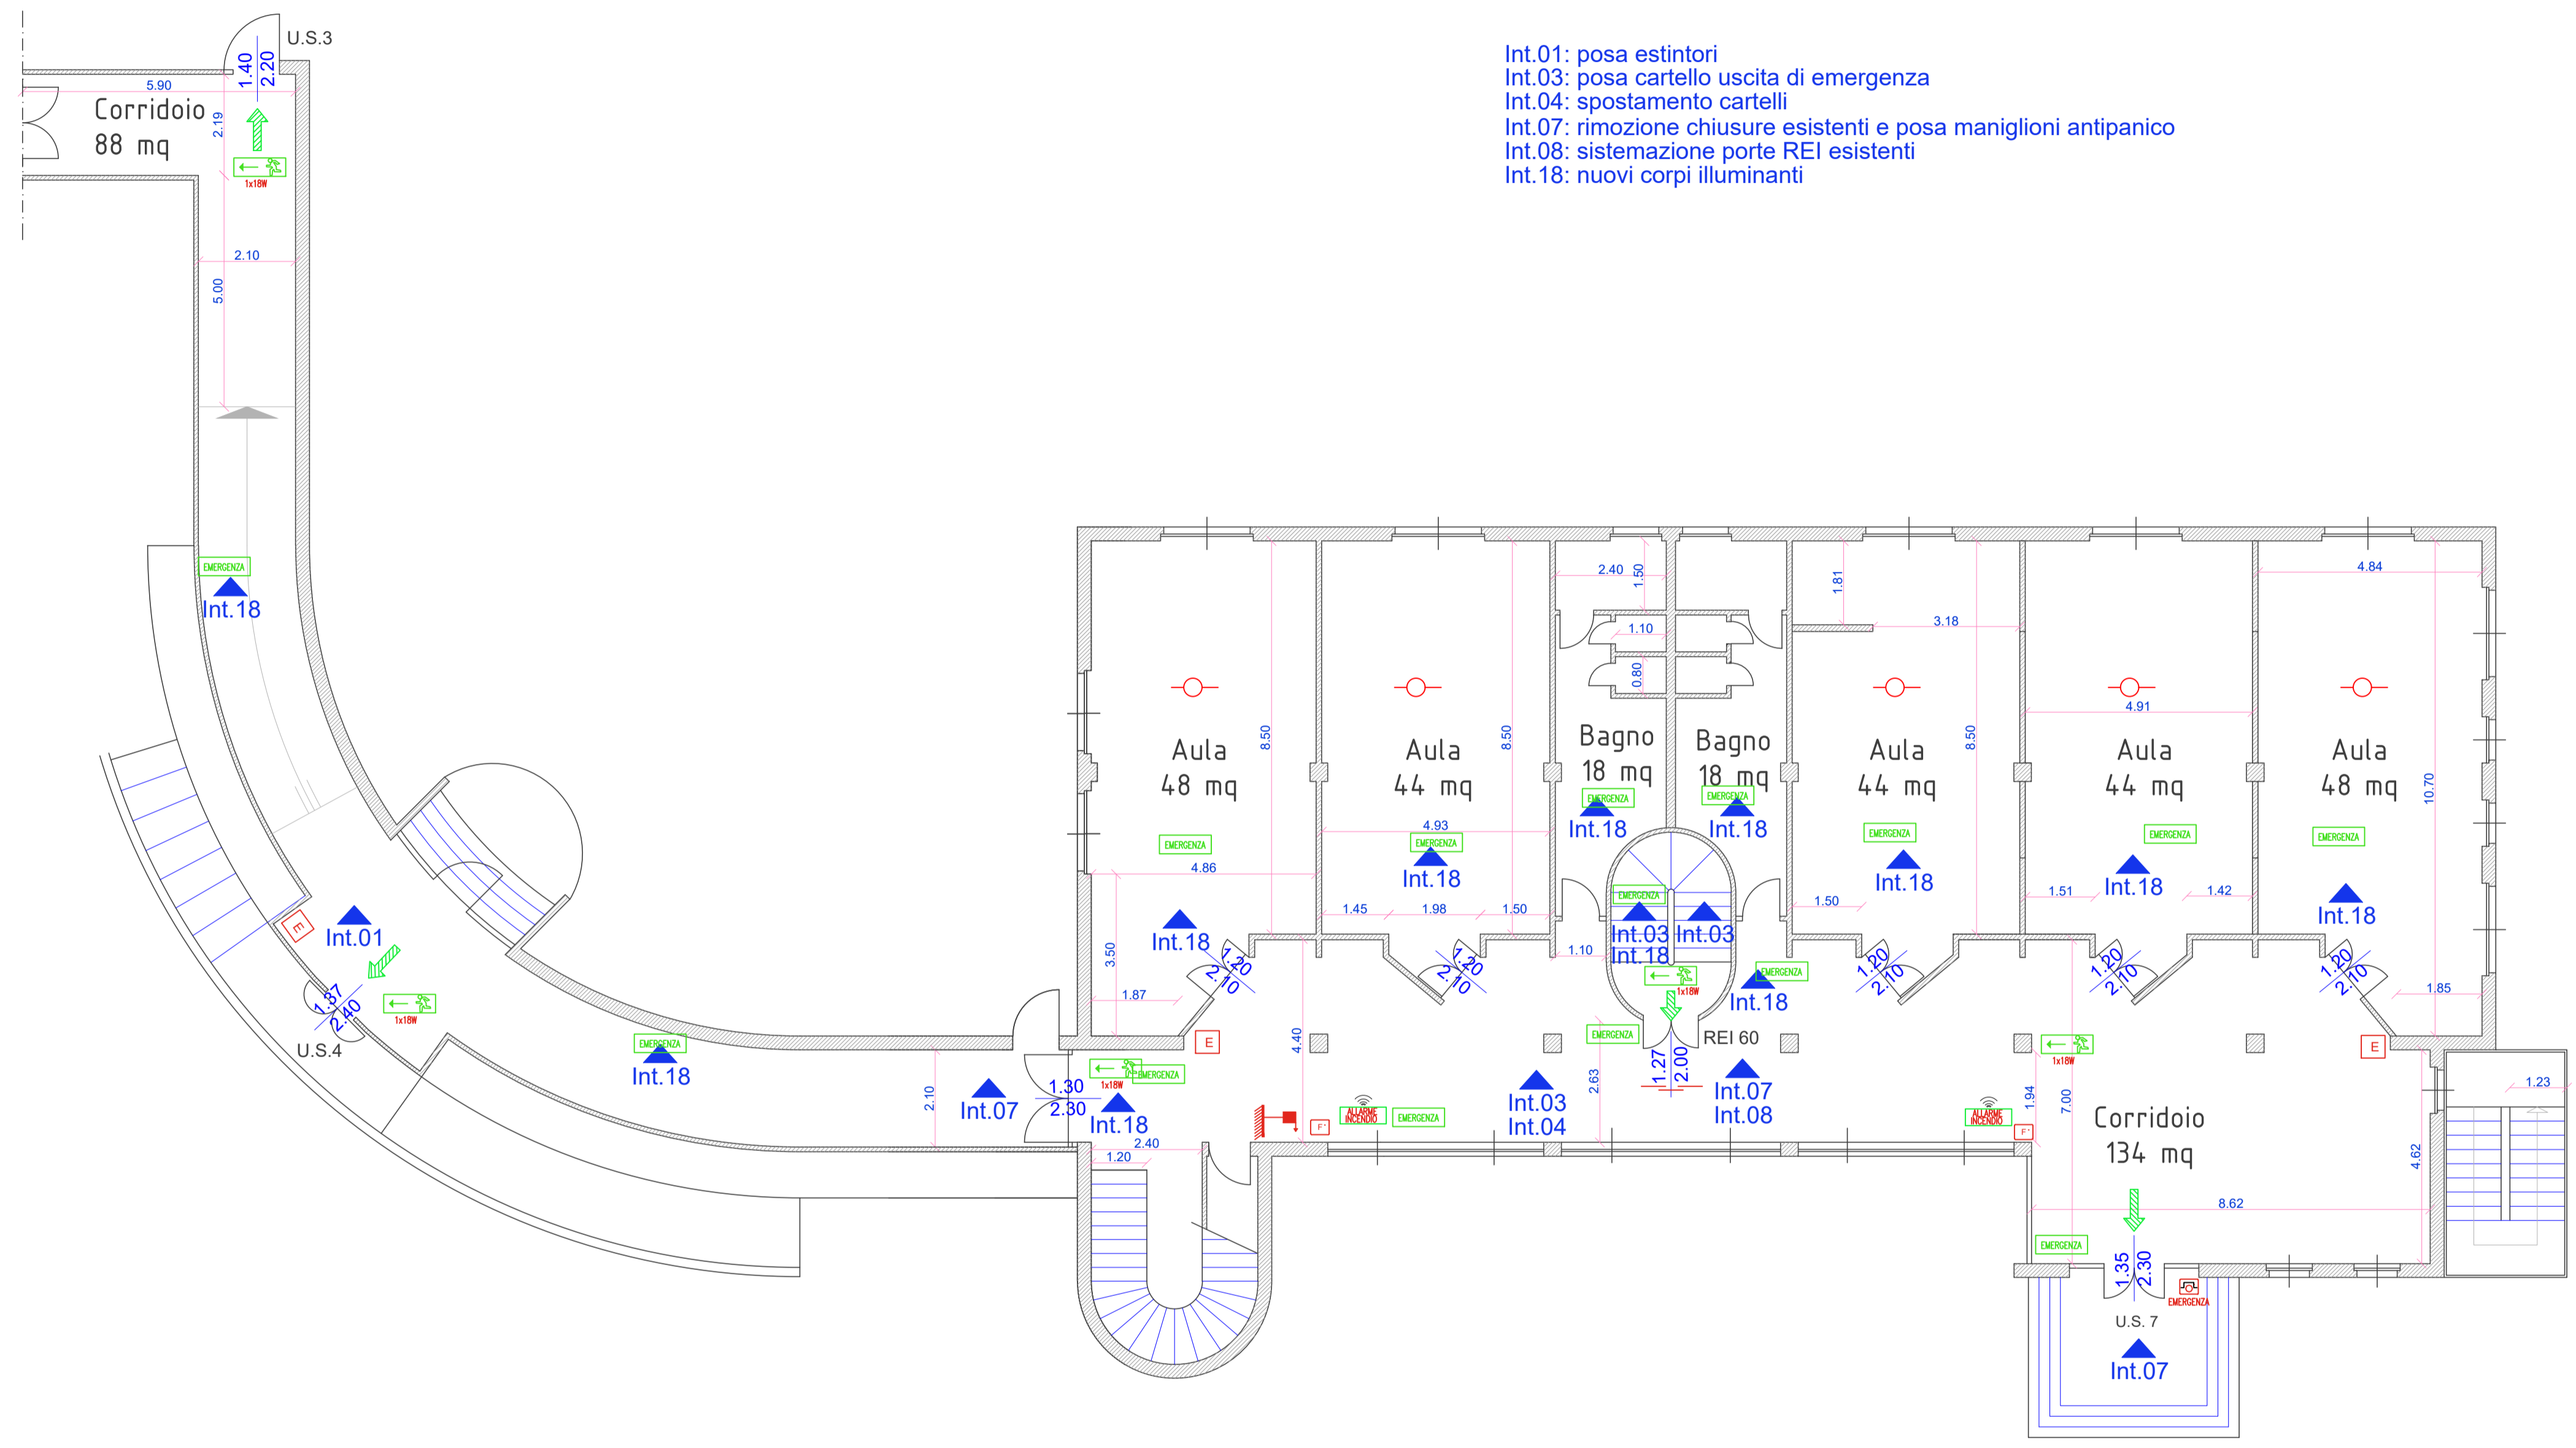 U.S.3
1.40
2.20
5.90
Corridoio
88 mq
2.19
1x18W
2.10
5.00
Int.01: posa estintori
Int.03: posa cartello uscita di emergenza
Int.04: spostamento cartelli
Int.07: rimozione chiusure esistenti e posa maniglioni antipanico
Int.08: sistemazione porte REI esistenti
Int.18: nuovi corpi illuminanti
EMERGENZA
Int.18
E
Int.01
1.37
2.40
1x18W
U.S.4
EMERGENZA
Int.18
2.10
Int.07
1.30
2.30
1x18W
EMERGENZA
Int.18
2.40
1.20
Aula
48 mq
8.50
EMERGENZA
4.86
3.50
Int.18
1.87
1.20
2.10
E
4.40
F
Aula
44 mq
8.50
4.93
EMERGENZA
Int.18
1.45
1.98
1.50
1.20
2.10
ALLARME
INCENDIO
EMERGENZA
2.40
1.50
1.10
0.80
Bagno
18 mq
EMERGENZA
Int.18
Bagno
18 mq
EMERGENZA
Int.18
1.10
EMERGENZA
Int.03
Int.18
Int.03
1x18W
EMERGENZA
Int.18
EMERGENZA
REI 60
1.27
2.00
2.63
Int.03
Int.04
Int.07
Int.08
1.81
3.18
8.50
Aula
44 mq
EMERGENZA
Int.18
1.50
1.20
2.10
4.91
Aula
44 mq
EMERGENZA
Int.18
1.51
1.42
1.20
2.10
4.84
Aula
48 mq
10.70
EMERGENZA
Int.18
1.20
2.10
1.85
E
1x18W
ALLARME
INCENDIO
F
1.94
7.00
Corridoio
134 mq
4.62
1.23
8.62
EMERGENZA
1.35
2.30
EMERGENZA
U.S. 7
Int.07